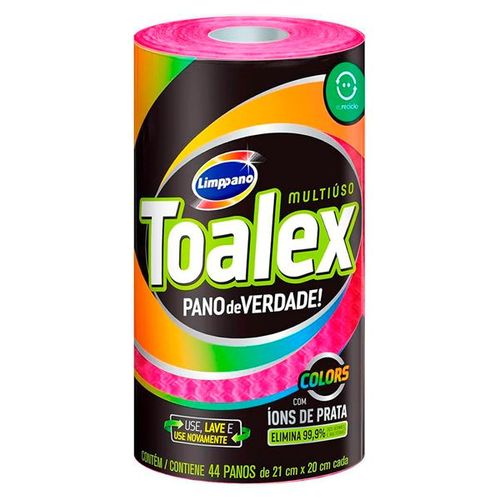 eureciclo
Limppano
MULTIÚSO
Toalex
PANO de VERDADE!
COLORS
COM
ÍONS DE PRATA
ELIMINA 99,9%
USE, LAVE E
USE NOVAMENTE
CONTÉM / CONTIENE 44 PANOS de 21 cm x 20 cm cada